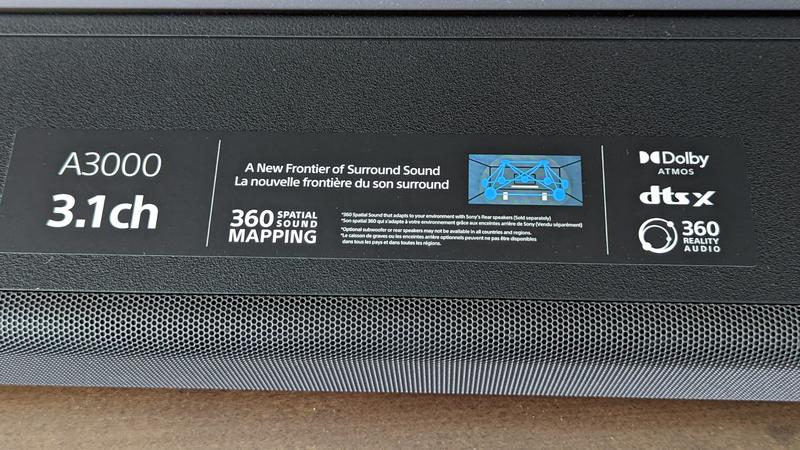 A3000
3.1ch
A New Frontier of Surround Sound
La nouvelle frontière du son surround
360 SPATIAL
SOUND
MAPPING
*360 Spatial Sound that adapts to your environment with Sony's Rear speakers (Sold separately)
*Son spatial 360 qui s'adapte à votre environnement grâce aux enceintes arrière de Sony (Vendu séparément)
*Optional subwoofer or rear speakers may not be available in all countries and regions.
*Le caisson de graves ou les enceintes arrière optionnels peuvent ne pas être disponibles
dans tous les pays et dans toutes les régions.
Dolby
ATMOS
dts X
360
REALITY
AUDIO